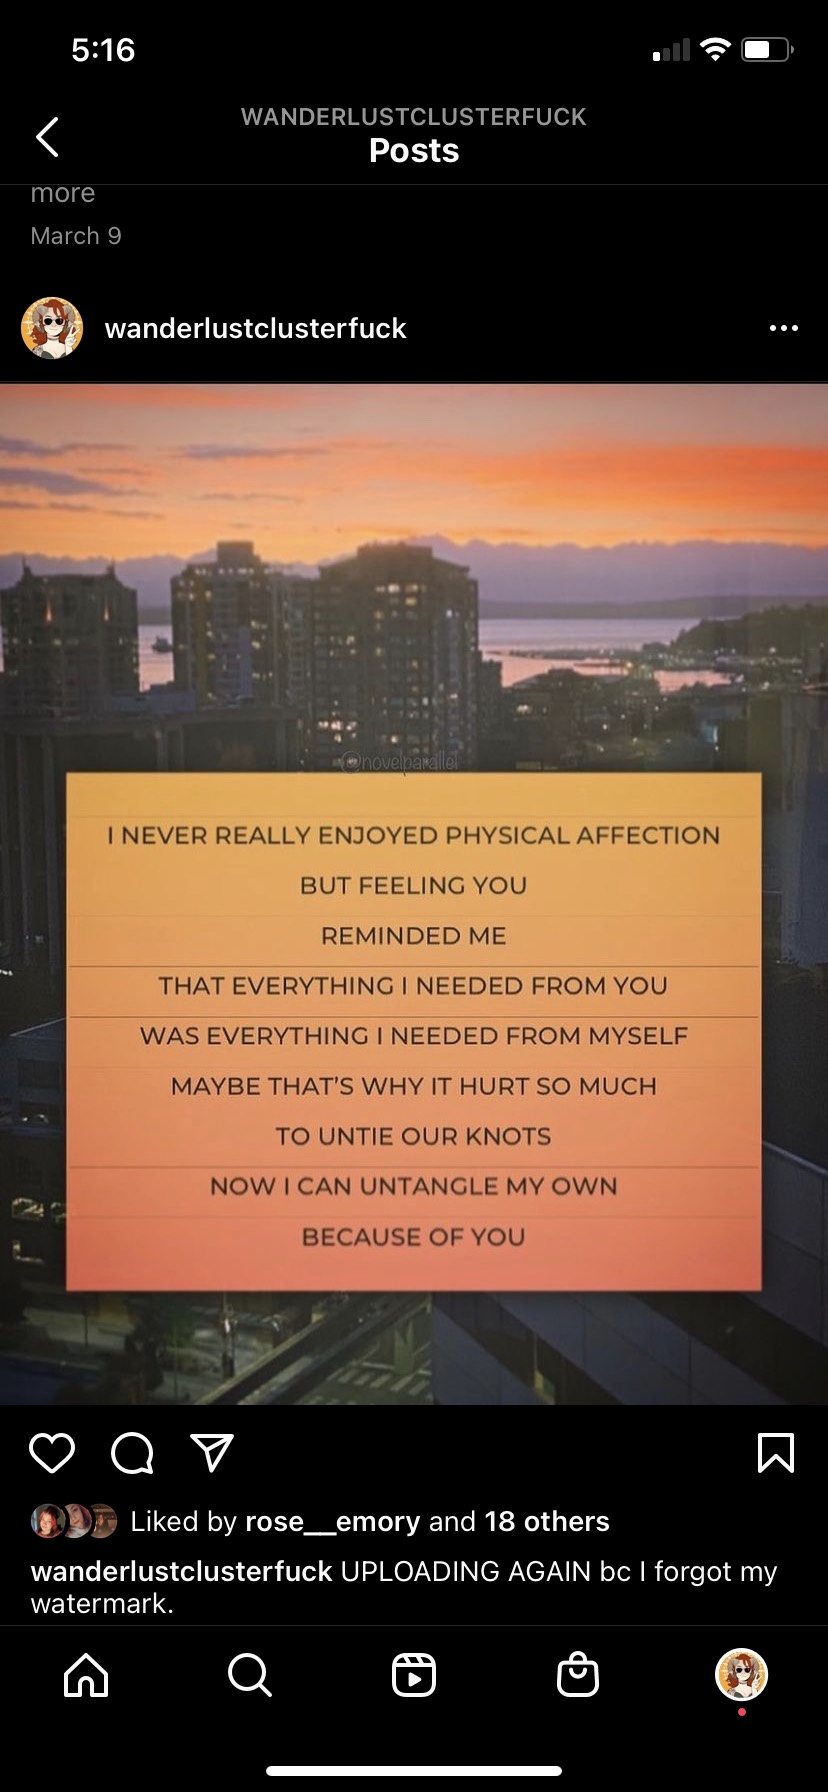 5:16
WANDERLUSTCLUSTERFUCK
Posts
more
March 9
wanderlustclusterfuck
@novelparallel
I NEVER REALLY ENJOYED PHYSICAL AFFECTION
BUT FEELING YOU
REMINDED ME
THAT EVERYTHING I NEEDED FROM YOU
WAS EVERYTHING I NEEDED FROM MYSELF
MAYBE THAT’S WHY IT HURT SO MUCH
TO UNTIE OUR KNOTS
NOW I CAN UNTANGLE MY OWN
BECAUSE OF YOU
Liked by rose__emory and 18 others
wanderlustclusterfuck UPLOADING AGAIN bc I forgot my
watermark.